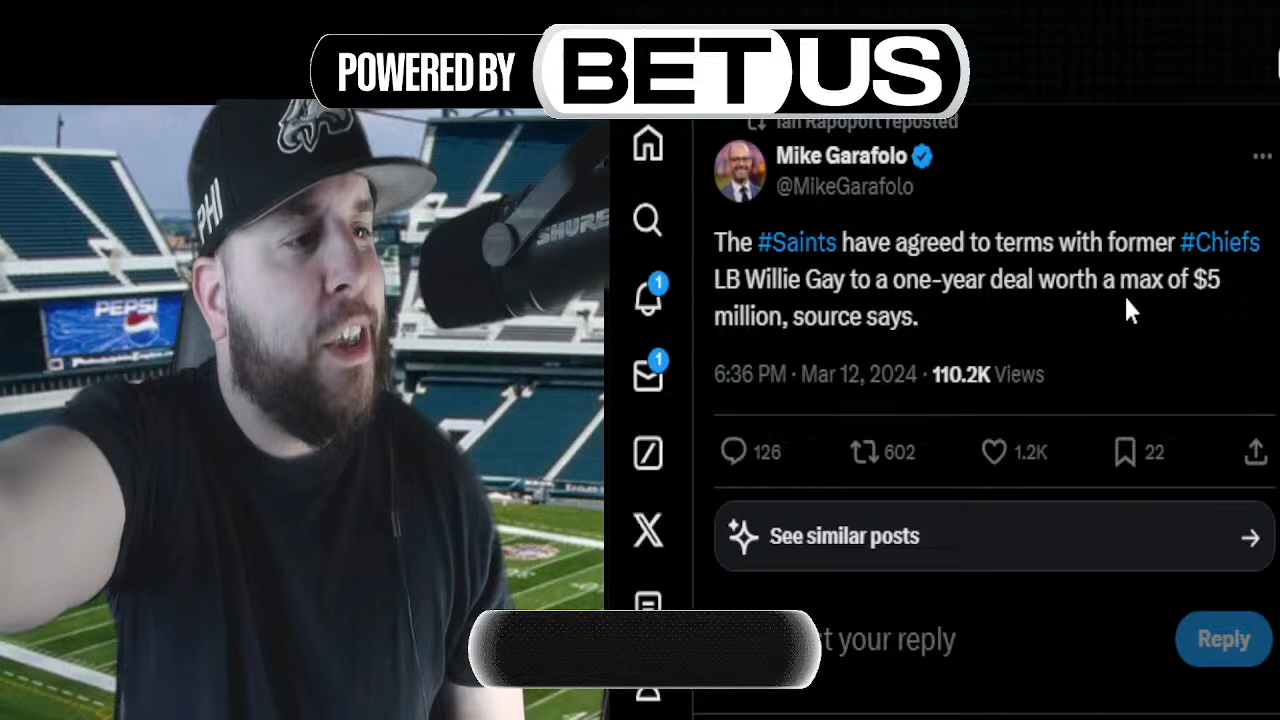 POWERED BY BETUS
Ian Rapoport reposted
Mike Garafolo
@MikeGarafolo
The #Saints have agreed to terms with former #Chiefs
LB Willie Gay to a one-year deal worth a max of $5
million, source says.
6:36 PM · Mar 12, 2024 · 110.2K Views
126 602 1.2K 22
See similar posts
t your reply
Reply
1
1
PHI
SHURE
PEPSI